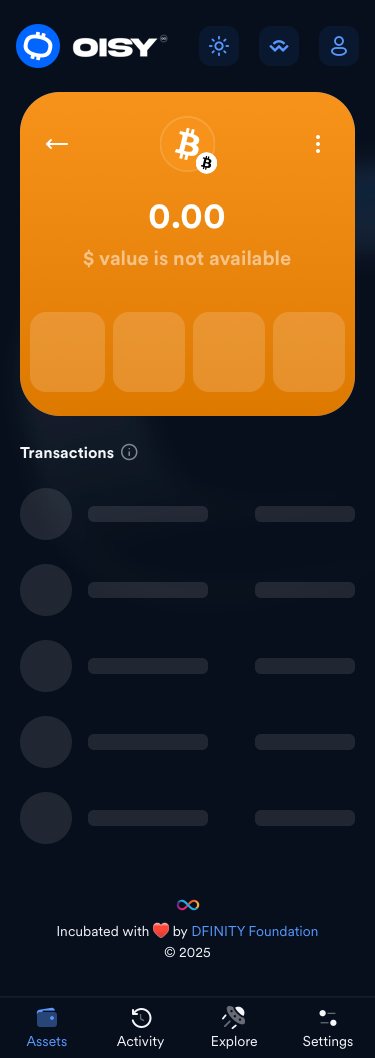 OISY
0.00
$ value is not available
Transactions
Incubated with ❤️ by DFINITY Foundation
© 2025
Assets
Activity
Explore
Settings